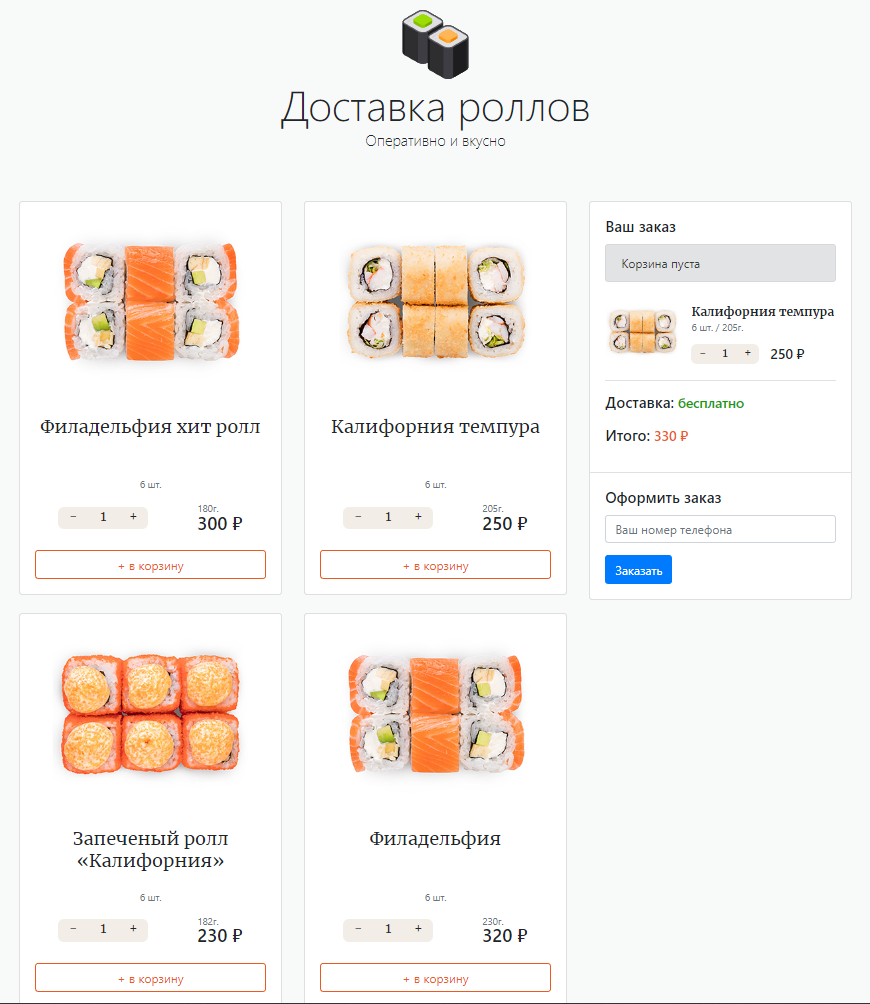 Доставка роллов
Оперативно и вкусно
Филадельфия хит ролл
6 шт.
- 1 +
180г.
300 ₽
+ в корзину
Калифорния темпура
6 шт.
- 1 +
205г.
250 ₽
+ в корзину
Ваш заказ
Корзина пуста
Калифорния темпура
6 шт. / 205г.
- 1 + 250 ₽
Доставка: бесплатно
Итого: 330 ₽
Оформить заказ
Ваш номер телефона
Заказать
Запеченый ролл
«Калифорния»
6 шт.
- 1 +
182г.
230 ₽
+ в корзину
Филадельфия
6 шт.
- 1 +
230г.
320 ₽
+ в корзину